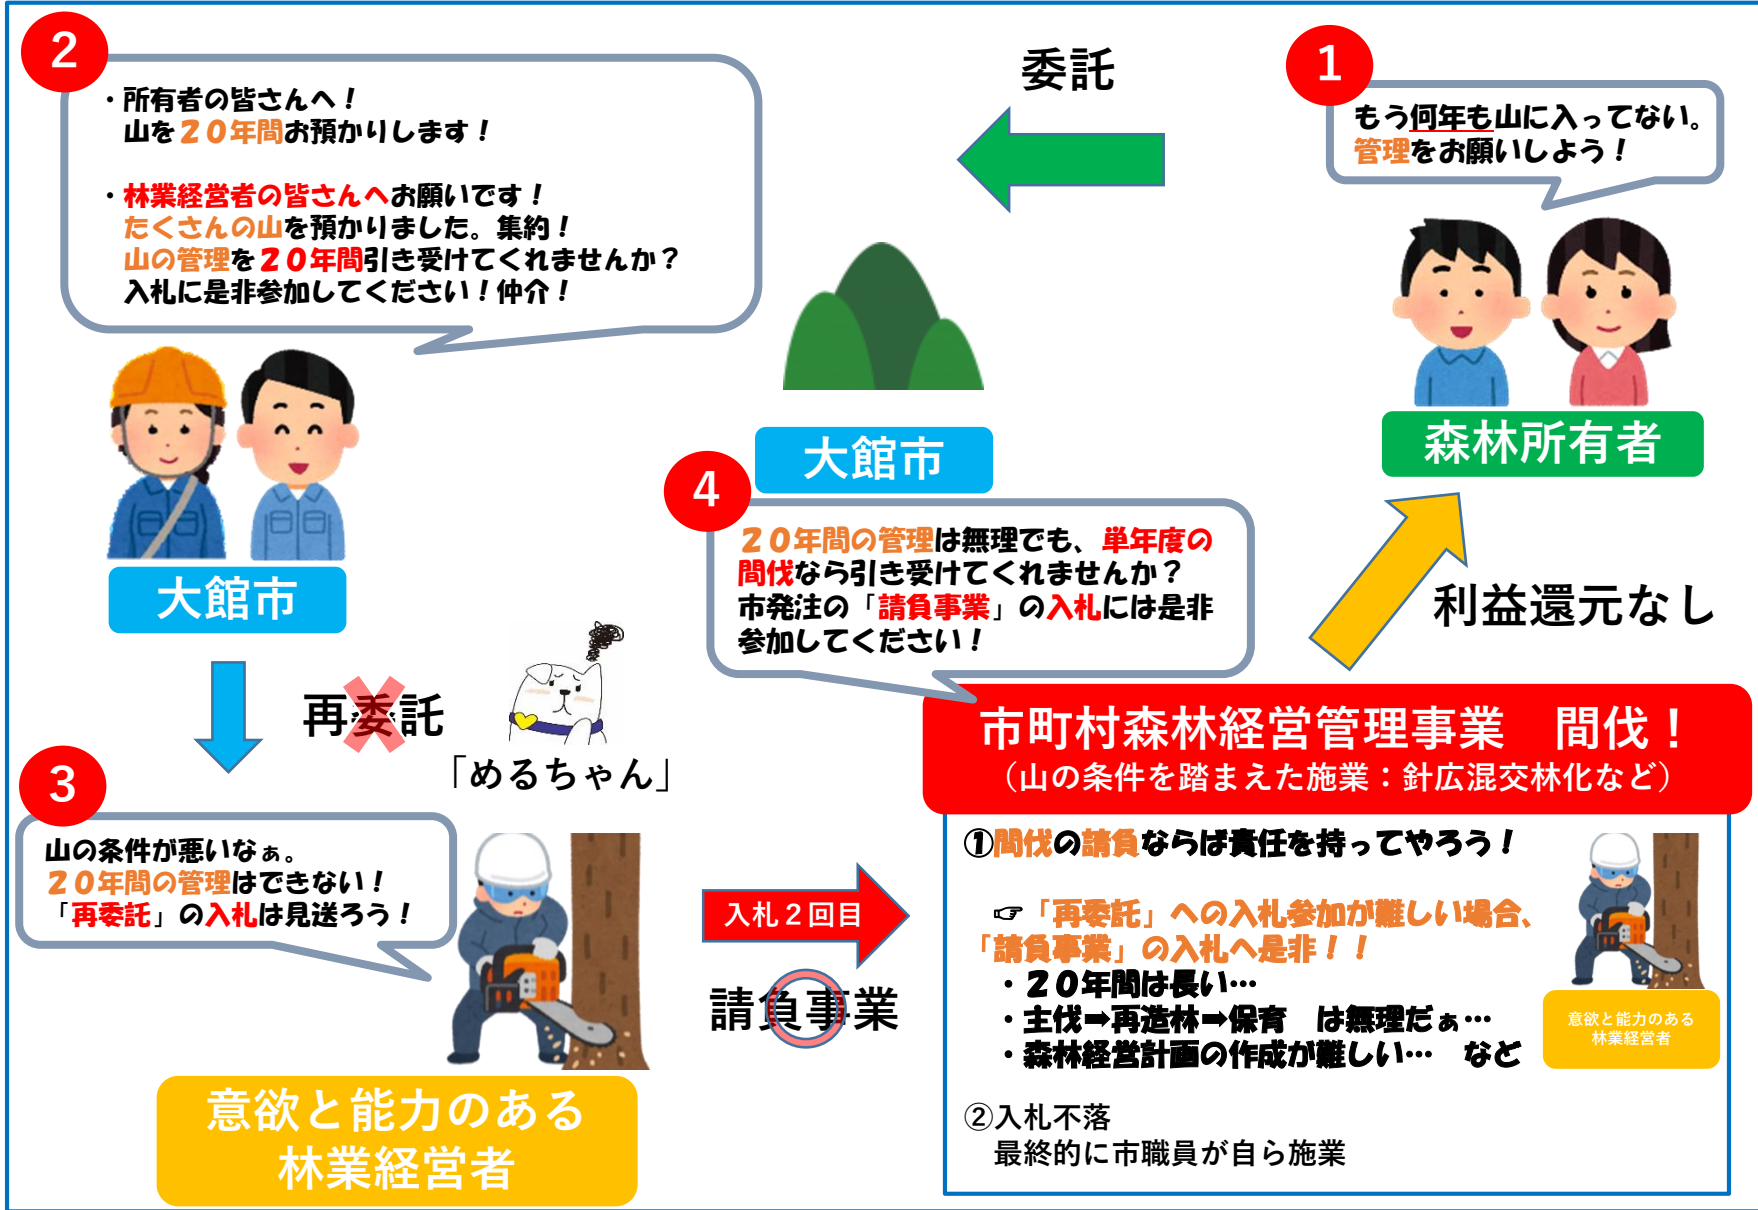 1
もう何年も山に入ってない。
管理をお願いしよう！
森林所有者
委託
2
・所有者の皆さんへ！
山を２０年間お預かりします！
・林業経営者の皆さんへお願いです！
たくさんの山を預かりました。集約！
山の管理を２０年間引き受けてくれませんか？
入札に是非参加してください！仲介！
大館市
再委託
「めるちゃん」
3
山の条件が悪いなぁ。
２０年間の管理はできない！
「再委託」の入札は見送ろう！
意欲と能力のある
林業経営者
入札２回目
請負事業
大館市
4
２０年間の管理は無理でも、単年度の
間伐なら引き受けてくれませんか？
市発注の「請負事業」の入札には是非
参加してください！
利益還元なし
市町村森林経営管理事業　間伐！
（山の条件を踏まえた施業：針広混交林化など）
①間伐の請負ならば責任を持ってやろう！
☞「再委託」への入札参加が難しい場合、
「請負事業」の入札へ是非！！
・２０年間は長い…
・主伐➡再造林➡保育　は無理だぁ…
・森林経営計画の作成が難しい…　など
意欲と能力のある
林業経営者
②入札不落
最終的に市職員が自ら施業